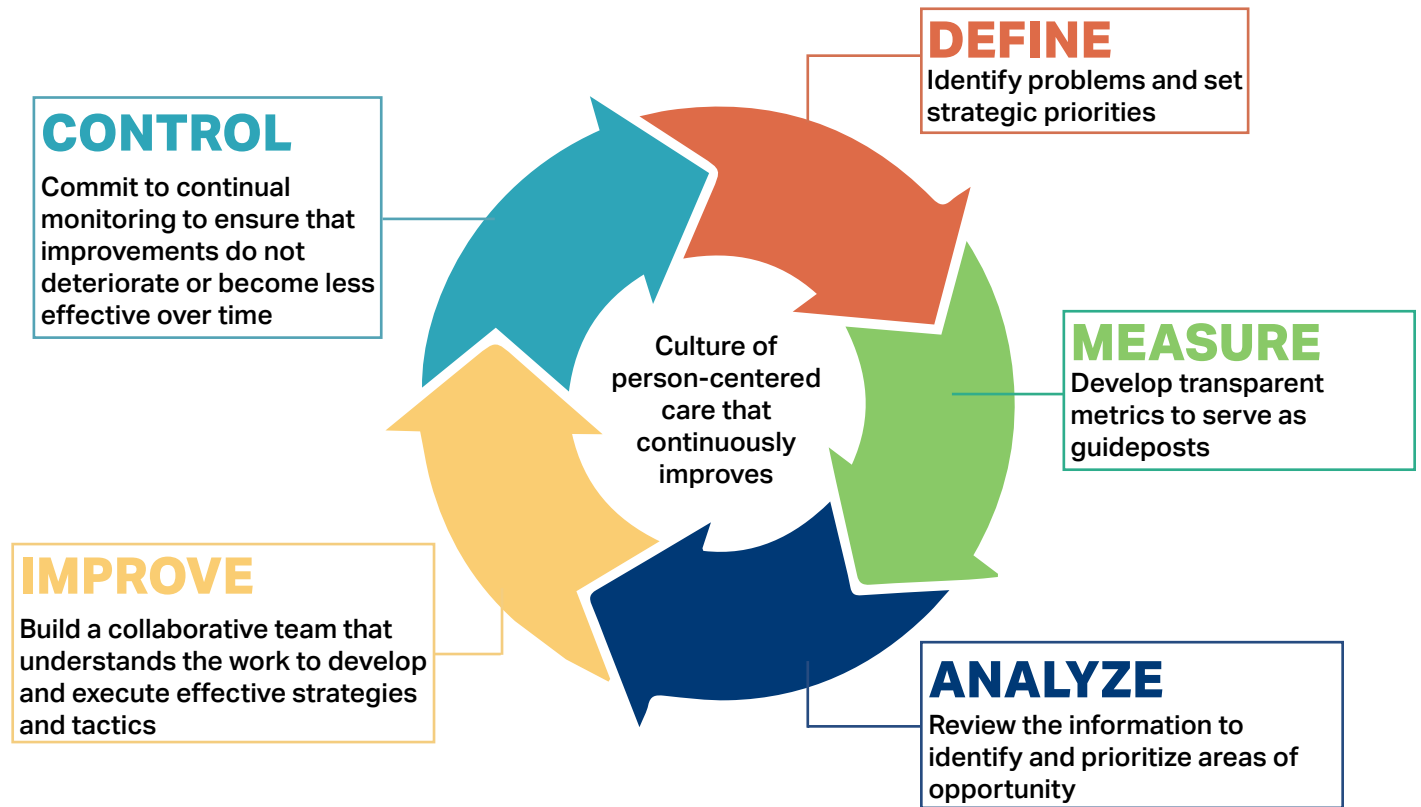 DEFINE
Identify problems and set
strategic priorities
CONTROL
Commit to continual
monitoring to ensure that
improvements do not
deteriorate or become less
effective over time
MEASURE
Develop transparent
metrics to serve as
guideposts
Culture of
person-centered
care that
continuously
improves
IMPROVE
Build a collaborative team that
understands the work to develop
and execute effective strategies
and tactics
ANALYZE
Review the information to
identify and prioritize areas of
opportunity